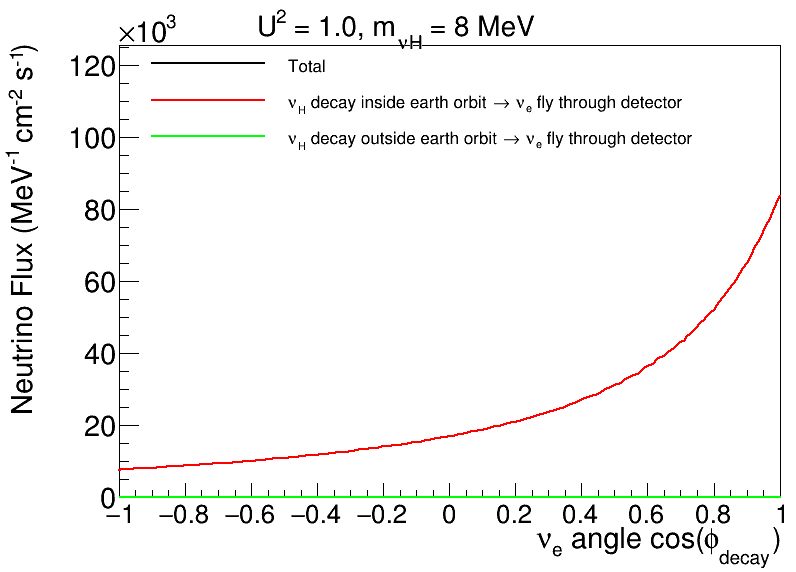 U² = 1.0, m_νH = 8 MeV
×10³
Total
ν_H decay inside earth orbit → ν_e fly through detector
ν_H decay outside earth orbit → ν_e fly through detector
Neutrino Flux (MeV⁻¹ cm⁻² s⁻¹)
120
100
80
60
40
20
0
−1 −0.8 −0.6 −0.4 −0.2 0 0.2 0.4 0.6 0.8 1
ν_e angle cos(ϕ_decay)